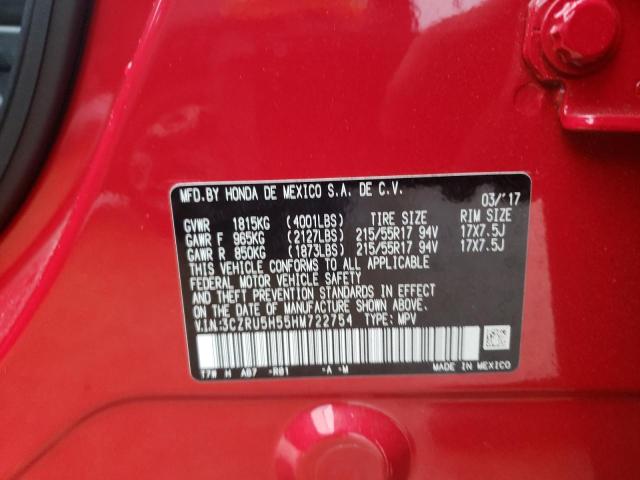 MFD.BY HONDA DE MEXICO S.A. DE C.V.
03/'17
GVWR 1815KG (4001LBS) TIRE SIZE RIM SIZE
GAWR F 965KG (2127LBS) 215/55R17 94V 17X7.5J
GAWR R 850KG (1873LBS) 215/55R17 94V 17X7.5J
THIS VEHICLE CONFORMS TO ALL APPLICABLE
FEDERAL MOTOR VEHICLE SAFETY
AND THEFT PREVENTION STANDARDS IN EFFECT
ON THE DATE OF MANUFACTURE SHOWN ABOVE.
V.I.N:3CZRU5H55HM722754 TYPE: MPV
T7W H A07 -R81 -A -M
MADE IN MEXICO